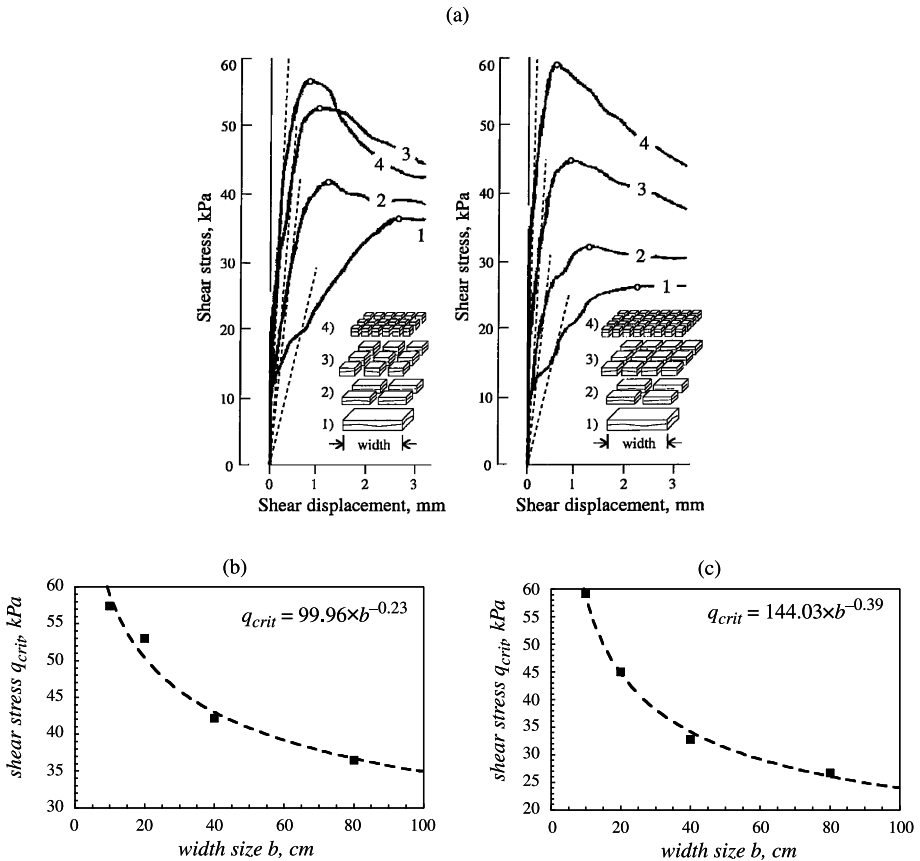 (a)
60
50
40
30
20
10
0
Shear stress, kPa
3
4
2
1
4)
3)
2)
1)
width
0 1 2 3
Shear displacement, mm
60
50
40
30
20
10
0
Shear stress, kPa
4
3
2
1
4)
3)
2)
1)
width
0 1 2 3
Shear displacement, mm
(b)
60
55
50
45
40
35
30
shear stress q_crit, kPa
q_crit = 99.96×b^–0.23
0 20 40 60 80 100
width size b, cm
(c)
60
55
50
45
40
35
30
25
20
shear stress q_crit, kPa
q_crit = 144.03×b^–0.39
0 20 40 60 80 100
width size b, cm